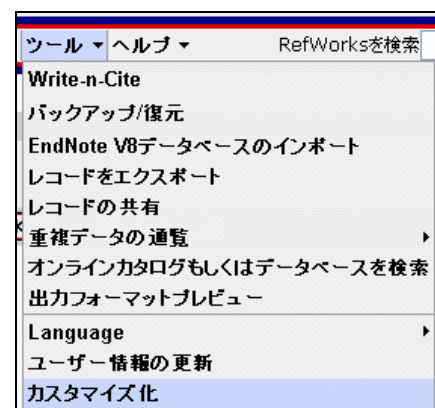 ツール ▼ ヘルプ ▼ RefWorksを検索
Write-n-Cite
バックアップ/復元
EndNote V8データベースのインポート
レコードをエクスポート
レコードの共有
重複データの通覧
オンラインカタログもしくはデータベースを検索
出力フォーマットプレビュー
Language
ユーザー情報の更新
カスタマイズ化